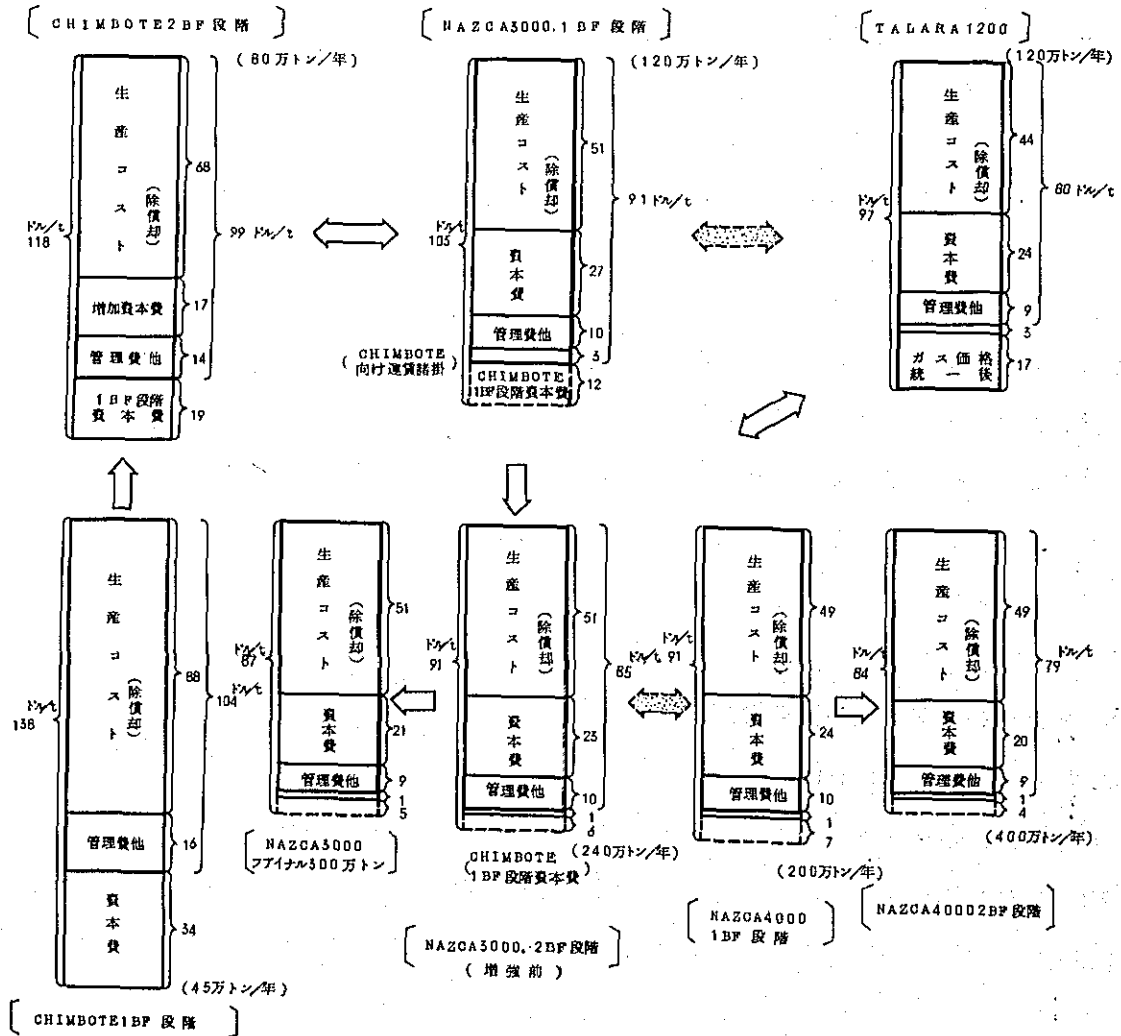 CHIMBOTE2BF段階
(80万トン/年)
生産コスト
(除償却)
68
ドル/t
118
99 ドル/t
増加資本費
17
管理費他
14
1BF段階
資本費
19
NAZCA3000.1BF段階
(120万トン/年)
生産コスト
(除償却)
51
91ドル/t
ドル/t
105
資本費
27
管理費他
10
3
(CHIMBOTE
向け運賃諸掛)
CHIMBOTE
1BF段階資本費
12
TALARA1200
(120万トン/年)
生産コスト
(除償却)
44
80ドル/t
ドル/t
97
資本費
24
管理費他
9
3
ガス価格
統一後
17
生産コスト
(除償却)
88
104
ドル/t
ドル/t
138
管理費他
16
資本費
34
(45万トン/年)
CHIMBOTE1BF段階
生産コスト
(除償却)
51
ドル/t
87
資本費
21
管理費他
9
1
5
NAZCA3000
フアイナル300万トン
生産コスト
(除償却)
51
ドル/t
91
85
ドル/t
資本費
23
管理費他
10
1
6
(CHIMBOTE
1BF段階資本費)
(240万トン/年)
NAZCA3000.2BF段階
(増強前)
生産コスト
(除償却)
49
ドル/t
91
資本費
24
管理費他
10
1
7
(200万トン/年)
NAZCA4000
1BF段階
生産コスト
(除償却)
49
ドル/t
84
79
ドル/t
資本費
20
管理費他
9
1
4
(400万トン/年)
NAZCA40002BF段階